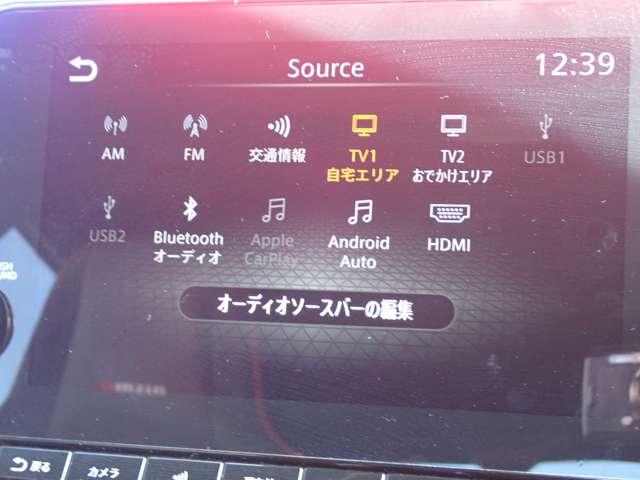 Source
12:39
AM
FM
交通情報
TV1
自宅エリア
TV2
おでかけエリア
USB1
USB2
Bluetooth
オーディオ
Apple
CarPlay
Android
Auto
HDMI
オーディオソースバーの編集
戻る
カメラ